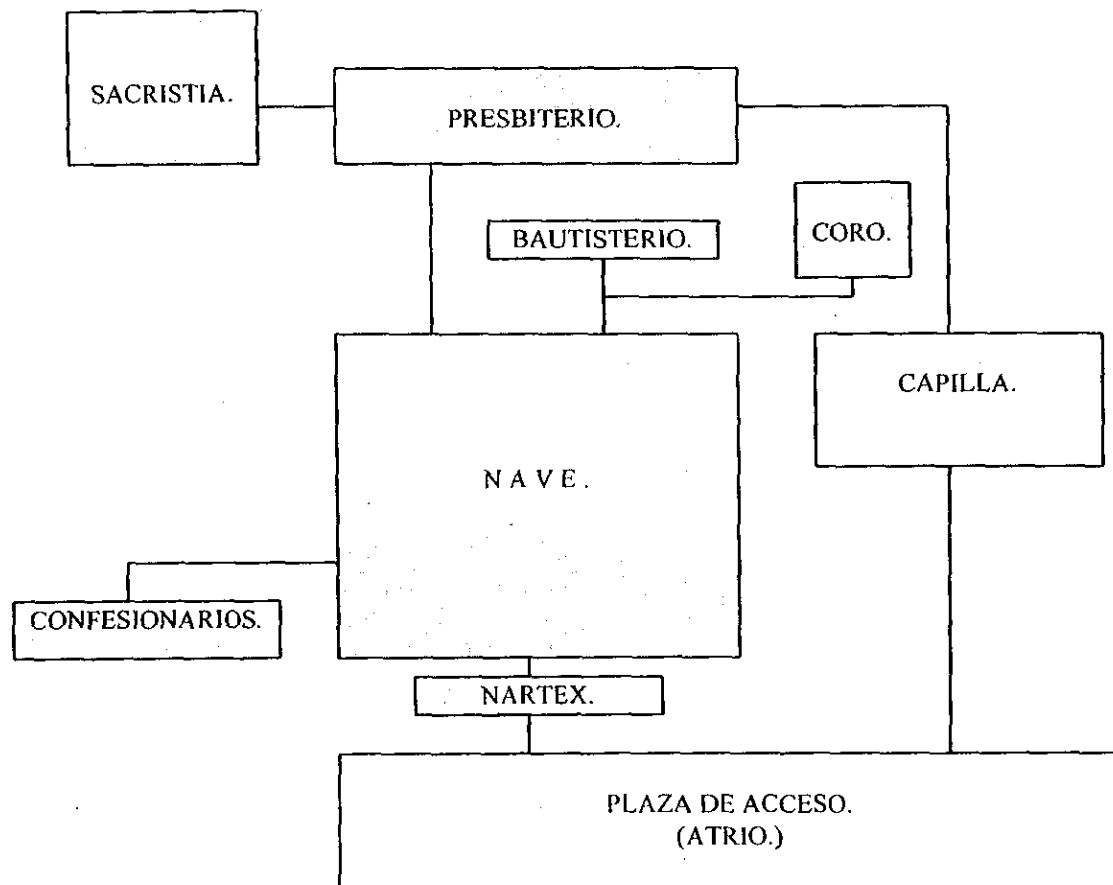 SACRISTIA.
PRESBITERIO.
BAUTISTERIO.
CORO.
CAPILLA.
N A V E .
CONFESIONARIOS.
NARTEX.
PLAZA DE ACCESO.
(ATRIO.)